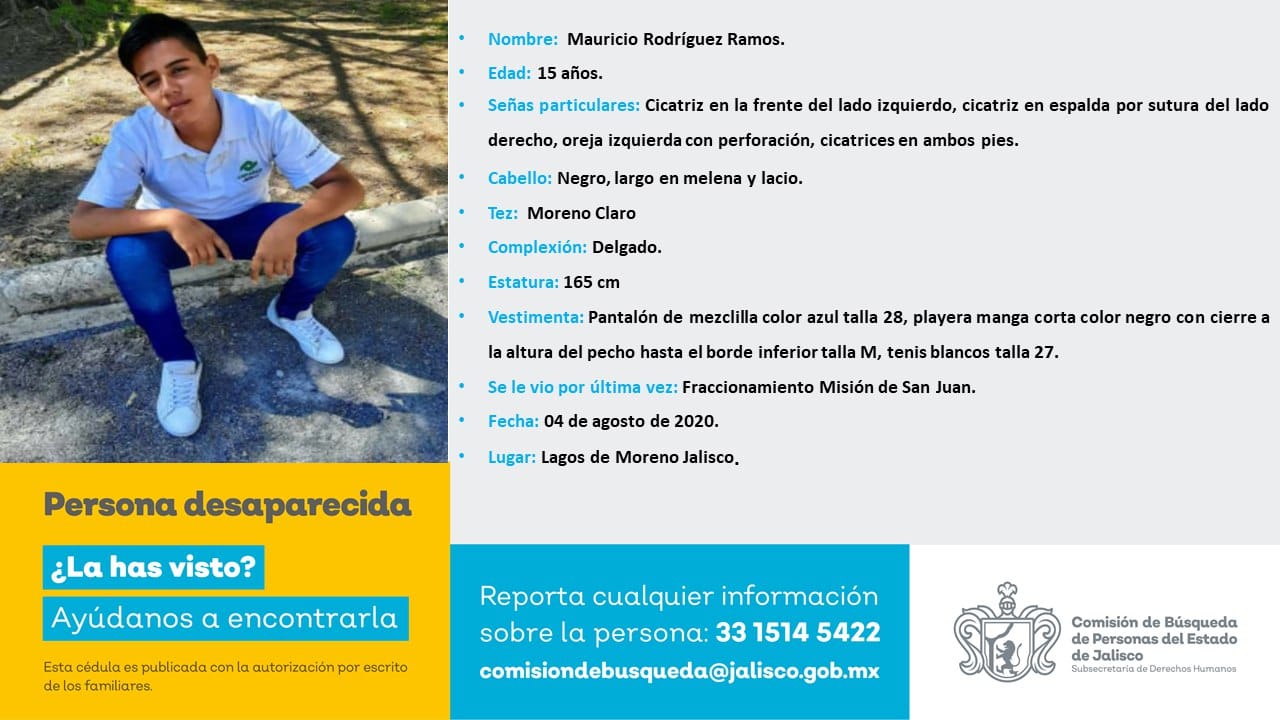 Nombre: Mauricio Rodríguez Ramos.
Edad: 15 años.
Señas particulares: Cicatriz en la frente del lado izquierdo, cicatriz en espalda por sutura del lado
derecho, oreja izquierda con perforación, cicatrices en ambos pies.
Cabello: Negro, largo en melena y lacio.
Tez: Moreno Claro
Complexión: Delgado.
Estatura: 165 cm
Vestimenta: Pantalón de mezclilla color azul talla 28, playera manga corta color negro con cierre a
la altura del pecho hasta el borde inferior talla M, tenis blancos talla 27.
Se le vio por última vez: Fraccionamiento Misión de San Juan.
Fecha: 04 de agosto de 2020.
Lugar: Lagos de Moreno Jalisco.
Persona desaparecida
¿La has visto?
Ayúdanos a encontrarla
Esta cédula es publicada con la autorización por escrito
de los familiares.
Reporta cualquier información
sobre la persona: 33 1514 5422
comisiondebusqueda@jalisco.gob.mx
Comisión de Búsqueda
de Personas del Estado
de Jalisco
Subsecretaría de Derechos Humanos